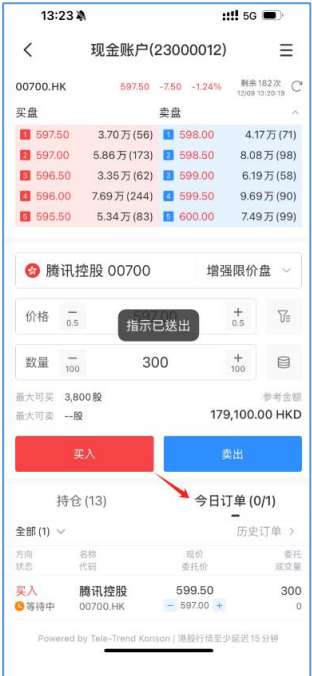 13:23 5G
现金账户(23000012)
00700.HK 597.50 -7.50 -1.24% 剩余182次
12/09 13:20:19
买盘 卖盘
1 597.50 3.70万(56) 1 598.00 4.17万(71)
2 597.00 5.86万(173) 2 598.50 8.08万(98)
3 596.50 3.35万(62) 3 599.00 6.19万(58)
4 596.00 7.69万(244) 4 599.50 9.69万(90)
5 595.50 5.34万(83) 5 600.00 7.49万(99)
腾讯控股 00700 增强限价盘
价格 0.5 597.00 0.5
指示已送出
数量 100 300 100
最大可买 3,800股 参考金额
最大可卖 --股 179,100.00 HKD
买入 卖出
持仓(13) 今日订单(0/1)
全部(1) 历史订单
方向 名称 现价 委托
状态 代码 委托价 成交量
买入 腾讯控股 599.50 300
等待中 00700.HK - 597.00 + 0
Powered by Tele-Trend Konson | 港股行情至少延迟15分钟